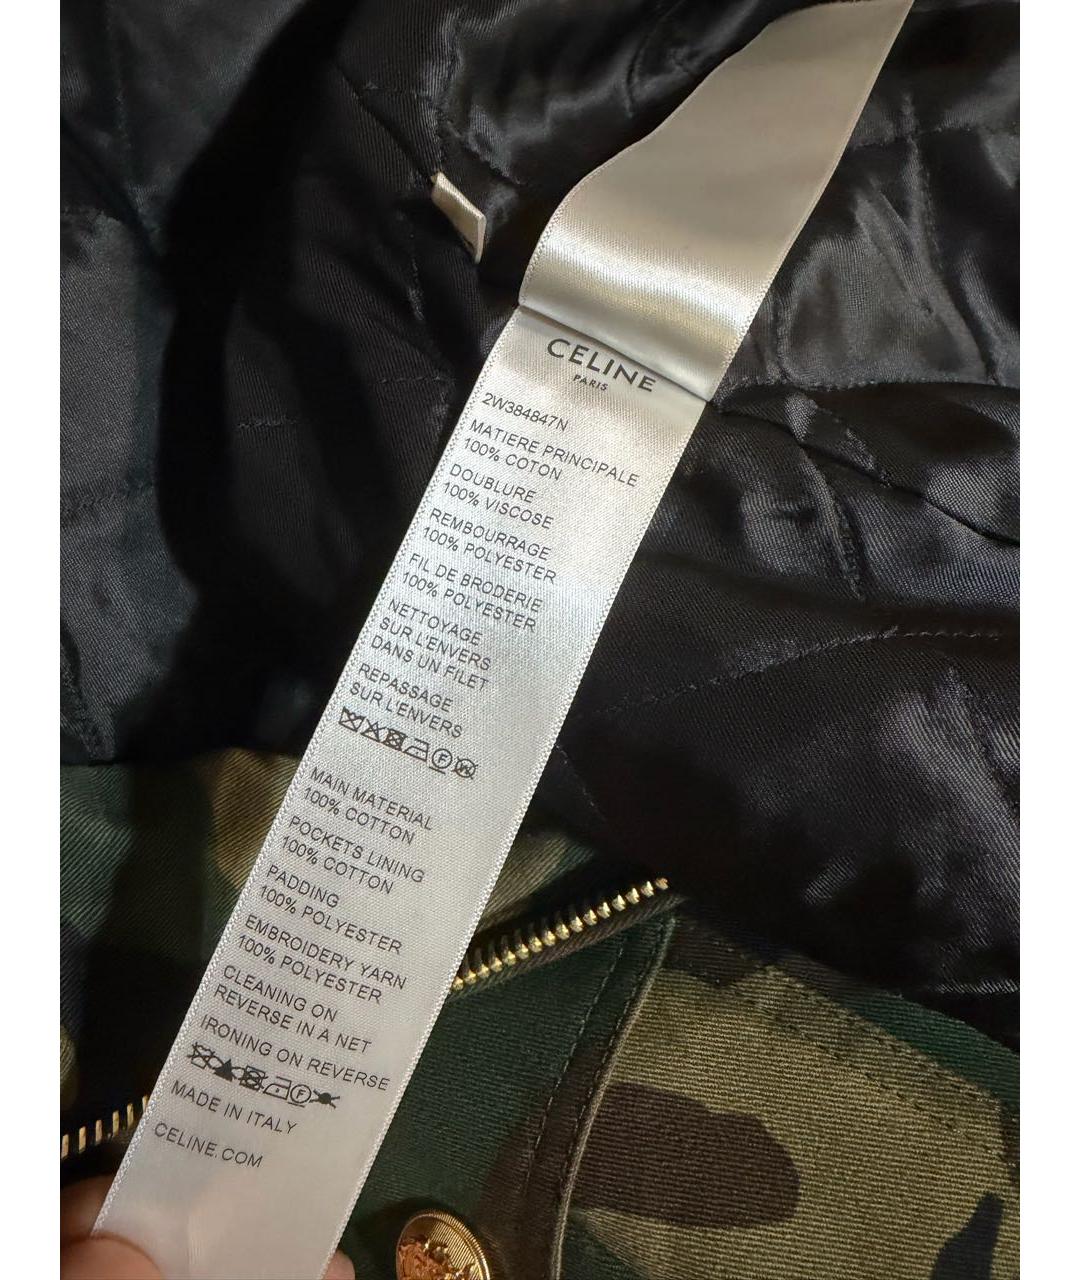 CELINE
PARIS
2W384847N
MATIERE PRINCIPALE
100% COTON
DOUBLURE
100% VISCOSE
REMBOURRAGE
100% POLYESTER
FIL DE BRODERIE
100% POLYESTER
NETTOYAGE
SUR L'ENVERS
DANS UN FILET
REPASSAGE
SUR L'ENVERS
MAIN MATERIAL
100% COTTON
POCKETS LINING
100% COTTON
PADDING
100% POLYESTER
EMBROIDERY YARN
100% POLYESTER
CLEANING ON
REVERSE IN A NET
IRONING ON REVERSE
MADE IN ITALY
CELINE.COM